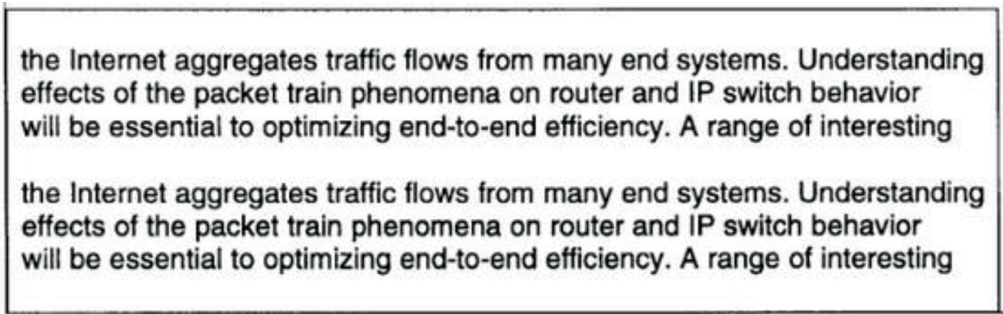 the Internet aggregates traffic flows from many end systems. Understanding
effects of the packet train phenomena on router and IP switch behavior
will be essential to optimizing end-to-end efficiency. A range of interesting
the Internet aggregates traffic flows from many end systems. Understanding
effects of the packet train phenomena on router and IP switch behavior
will be essential to optimizing end-to-end efficiency. A range of interesting